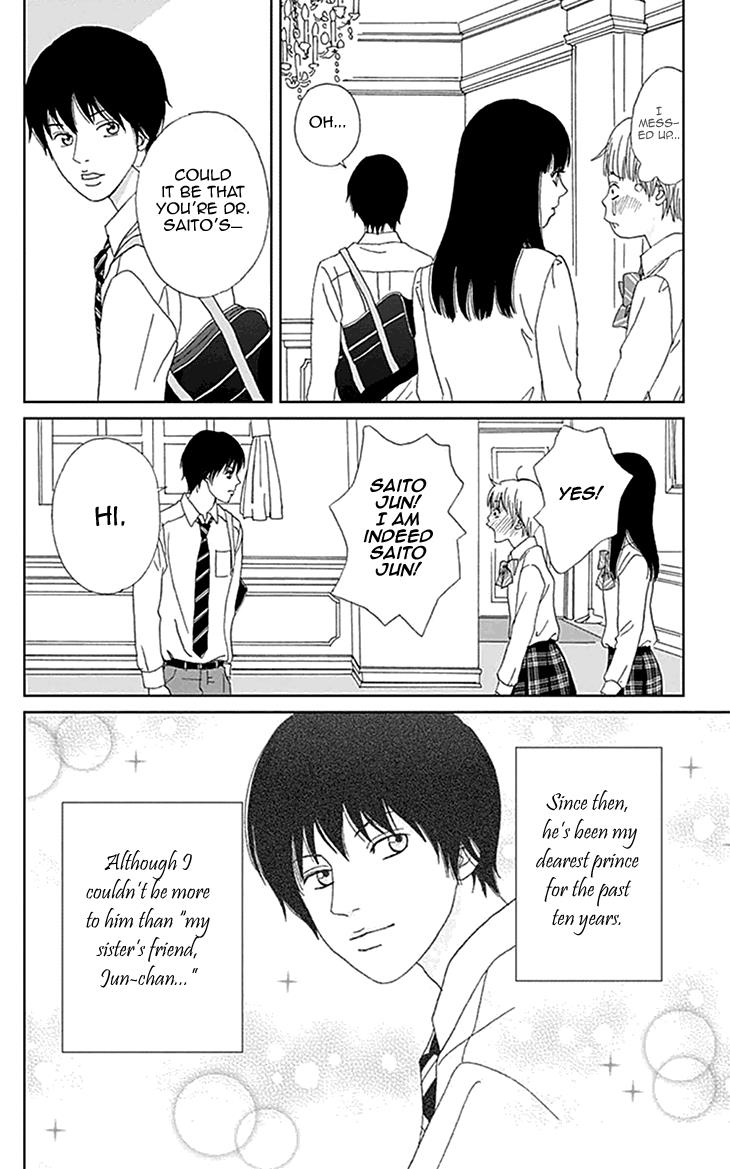 I
MESS-
ED UP...
OH...
COULD
IT BE THAT
YOU'RE DR.
SAITO'S—
YES!
SAITO
JUN!
I AM
INDEED
SAITO
JUN!
HI.
Since then,
he's been my
dearest prince
for the past
ten years.
Although I
couldn't be more
to him than "my
sister's friend,
Jun-chan..."